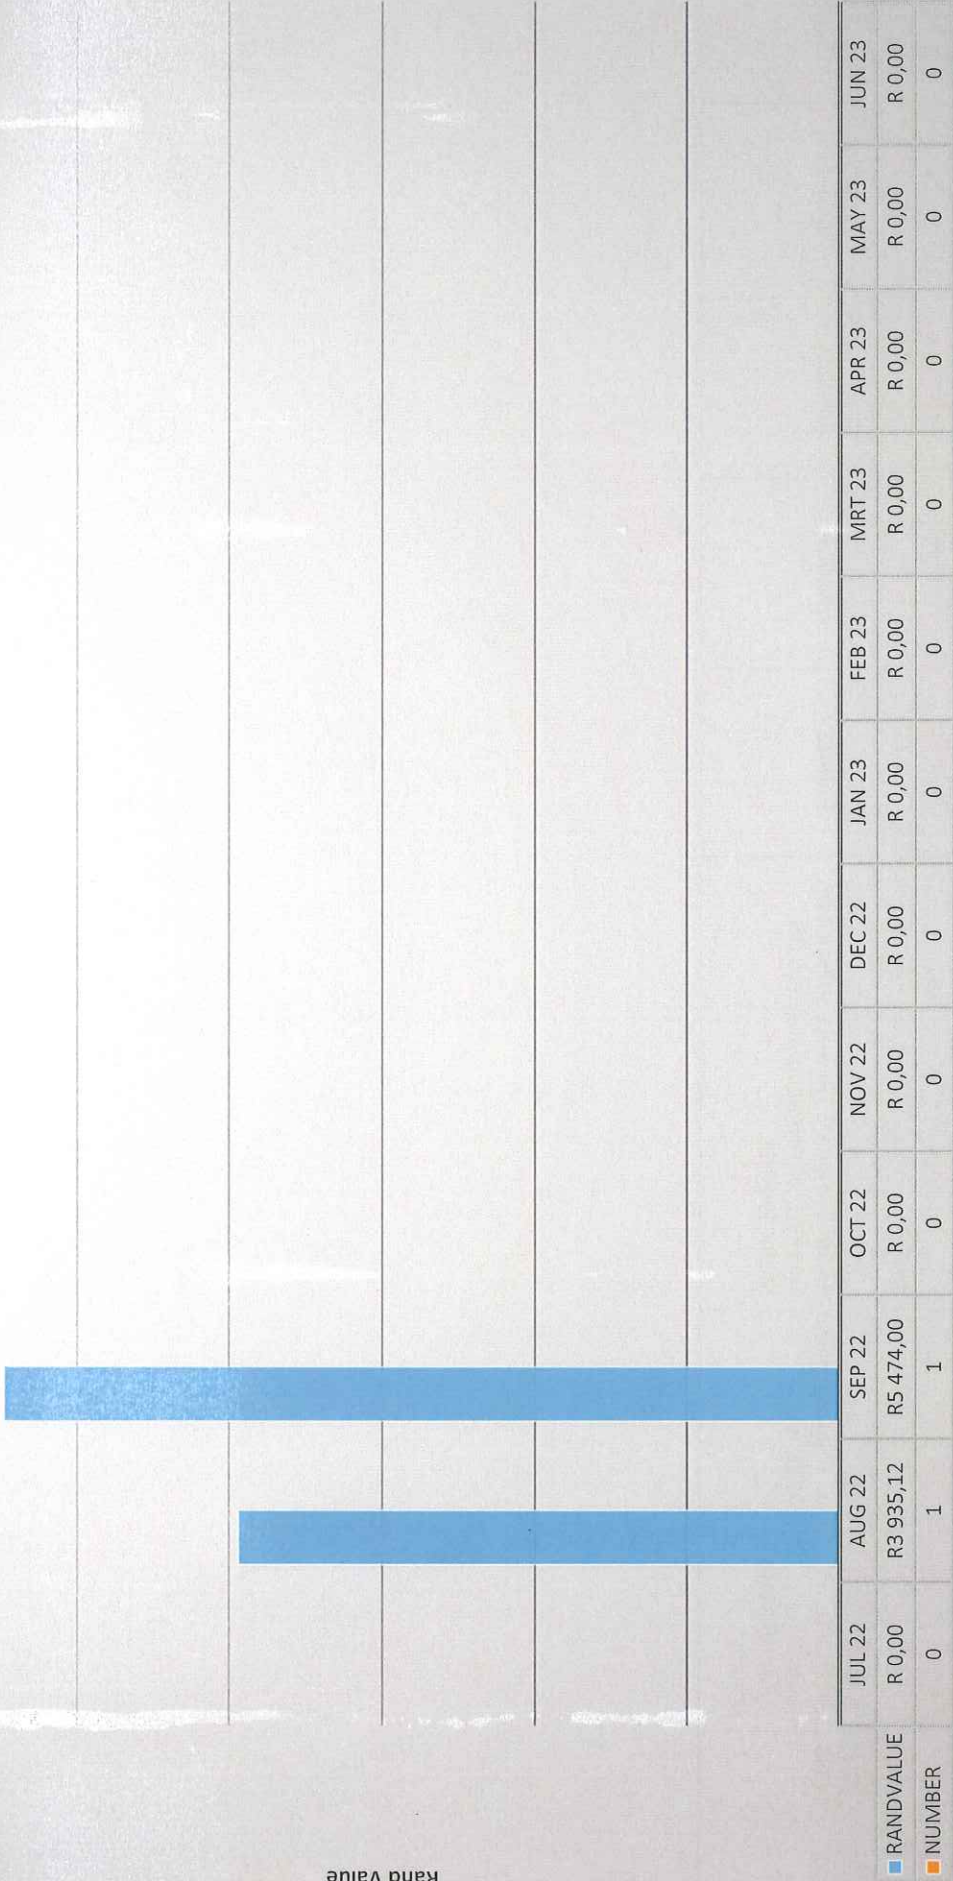 Rand Value
JUL 22 AUG 22 SEP 22 OCT 22 NOV 22 DEC 22 JAN 23 FEB 23 MRT 23 APR 23 MAY 23 JUN 23
RANDVALUE R 0,00 R3 935,12 R5 474,00 R 0,00 R 0,00 R 0,00 R 0,00 R 0,00 R 0,00 R 0,00 R 0,00 R 0,00
NUMBER 0 1 1 0 0 0 0 0 0 0 0 0